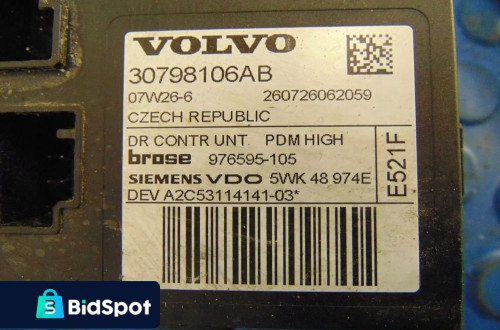 VOLVO
30798106AB
07W26-6 260726062059
CZECH REPUBLIC
DR CONTR UNT. PDM HIGH
brose 976595-105
SIEMENS VDO 5WK 48 974E
DEV A2C53114141-03*
E521F
S BidSpot